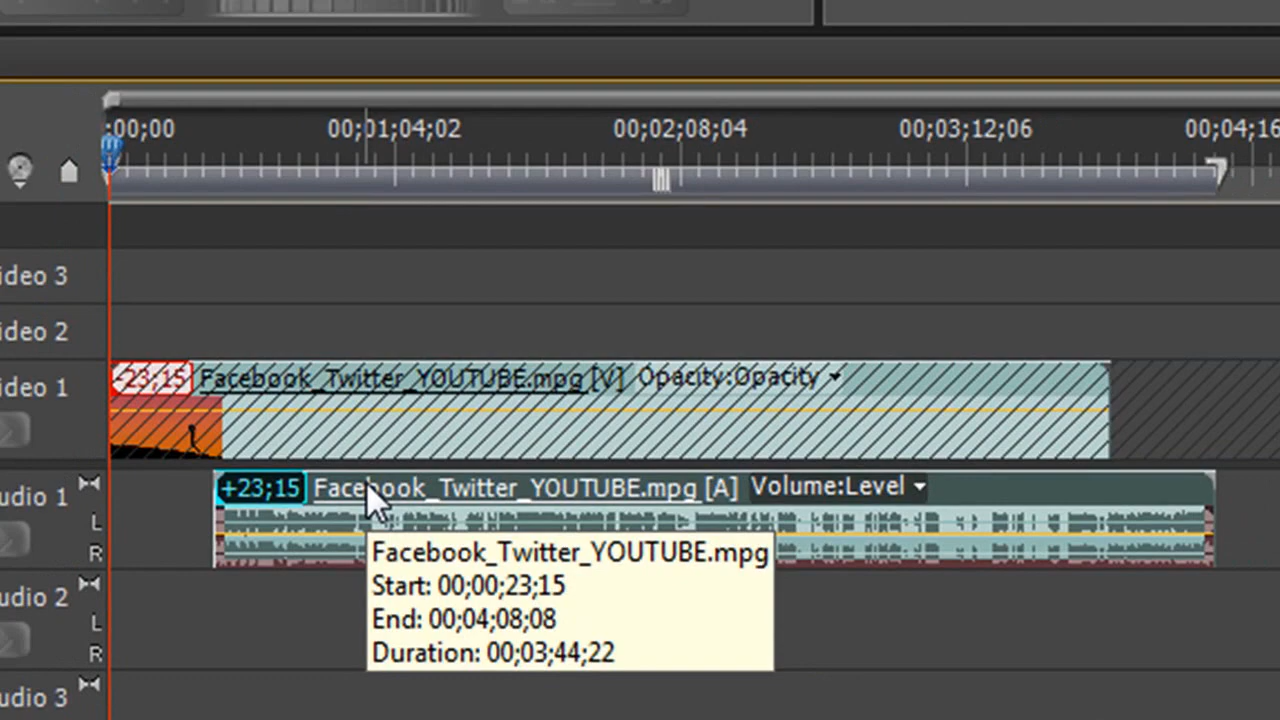 :00;00 00;01;04;02 00;02;08;04 00;03;12;06 00;04;16
ideo 3
ideo 2
ideo 1
-23;15 Facebook_Twitter_YOUTUBE.mpg [V] Opacity:Opacity
udio 1
+23;15 Facebook_Twitter_YOUTUBE.mpg [A] Volume:Level
L
R
Facebook_Twitter_YOUTUBE.mpg
Start: 00;00;23;15
End: 00;04;08;08
Duration: 00;03;44;22
udio 2
L
R
udio 3